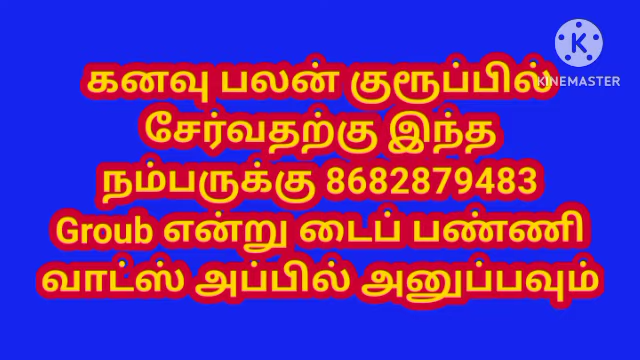 கனவு பலன் குரூப்பில்
KINEMASTER
சேர்வதற்கு இந்த
நம்பருக்கு 8682879483
Groub என்று டைப் பண்ணி
வாட்ஸ் அப்பில் அனுப்பவும்